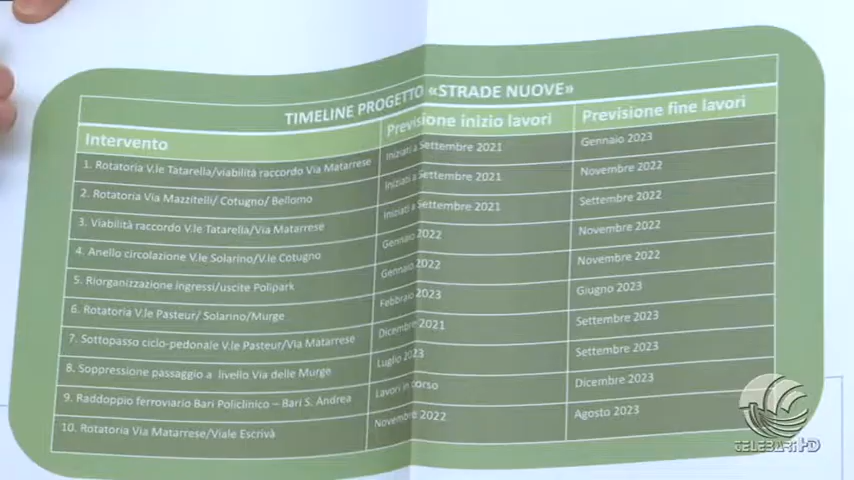 TIMELINE PROGETTO «STRADE NUOVE»
Intervento Previsione inizio lavori Previsione fine lavori
1. Rotatoria V.le Tatarella/viabilità raccordo Via Matarrese Iniziati a Settembre 2021 Gennaio 2023
2. Rotatoria Via Mazzitelli/ Cotugno/ Bellomo Iniziati a Settembre 2021 Novembre 2022
3. Viabilità raccordo V.le Tatarella/Via Matarrese Iniziati a Settembre 2021 Settembre 2022
4. Anello circolazione V.le Solarino/V.le Cotugno Gennaio 2022 Novembre 2022
5. Riorganizzazione ingressi/uscite Polipark Gennaio 2022 Novembre 2022
6. Rotatoria V.le Pasteur/ Solarino/Murge Febbraio 2023 Giugno 2023
7. Sottopasso ciclo-pedonale V.le Pasteur/Via Matarrese Dicembre 2021 Settembre 2023
8. Soppressione passaggio a livello Via delle Murge Luglio 2023 Settembre 2023
9. Raddoppio ferroviario Bari Policlinico – Bari S. Andrea Lavori in corso Dicembre 2023
10. Rotatoria Via Matarrese/Viale Escrivà Novembre 2022 Agosto 2023
TELEBARI HD